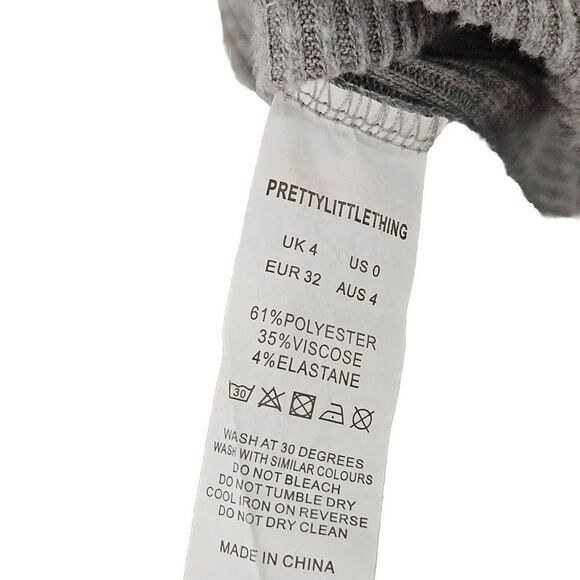 PRETTYLITTLETHING
UK 4 US 0
EUR 32 AUS 4
61%POLYESTER
35%VISCOSE
4%ELASTANE
30
WASH AT 30 DEGREES
WASH WITH SIMILAR COLOURS
DO NOT BLEACH
DO NOT TUMBLE DRY
COOL IRON ON REVERSE
DO NOT DRY CLEAN
MADE IN CHINA